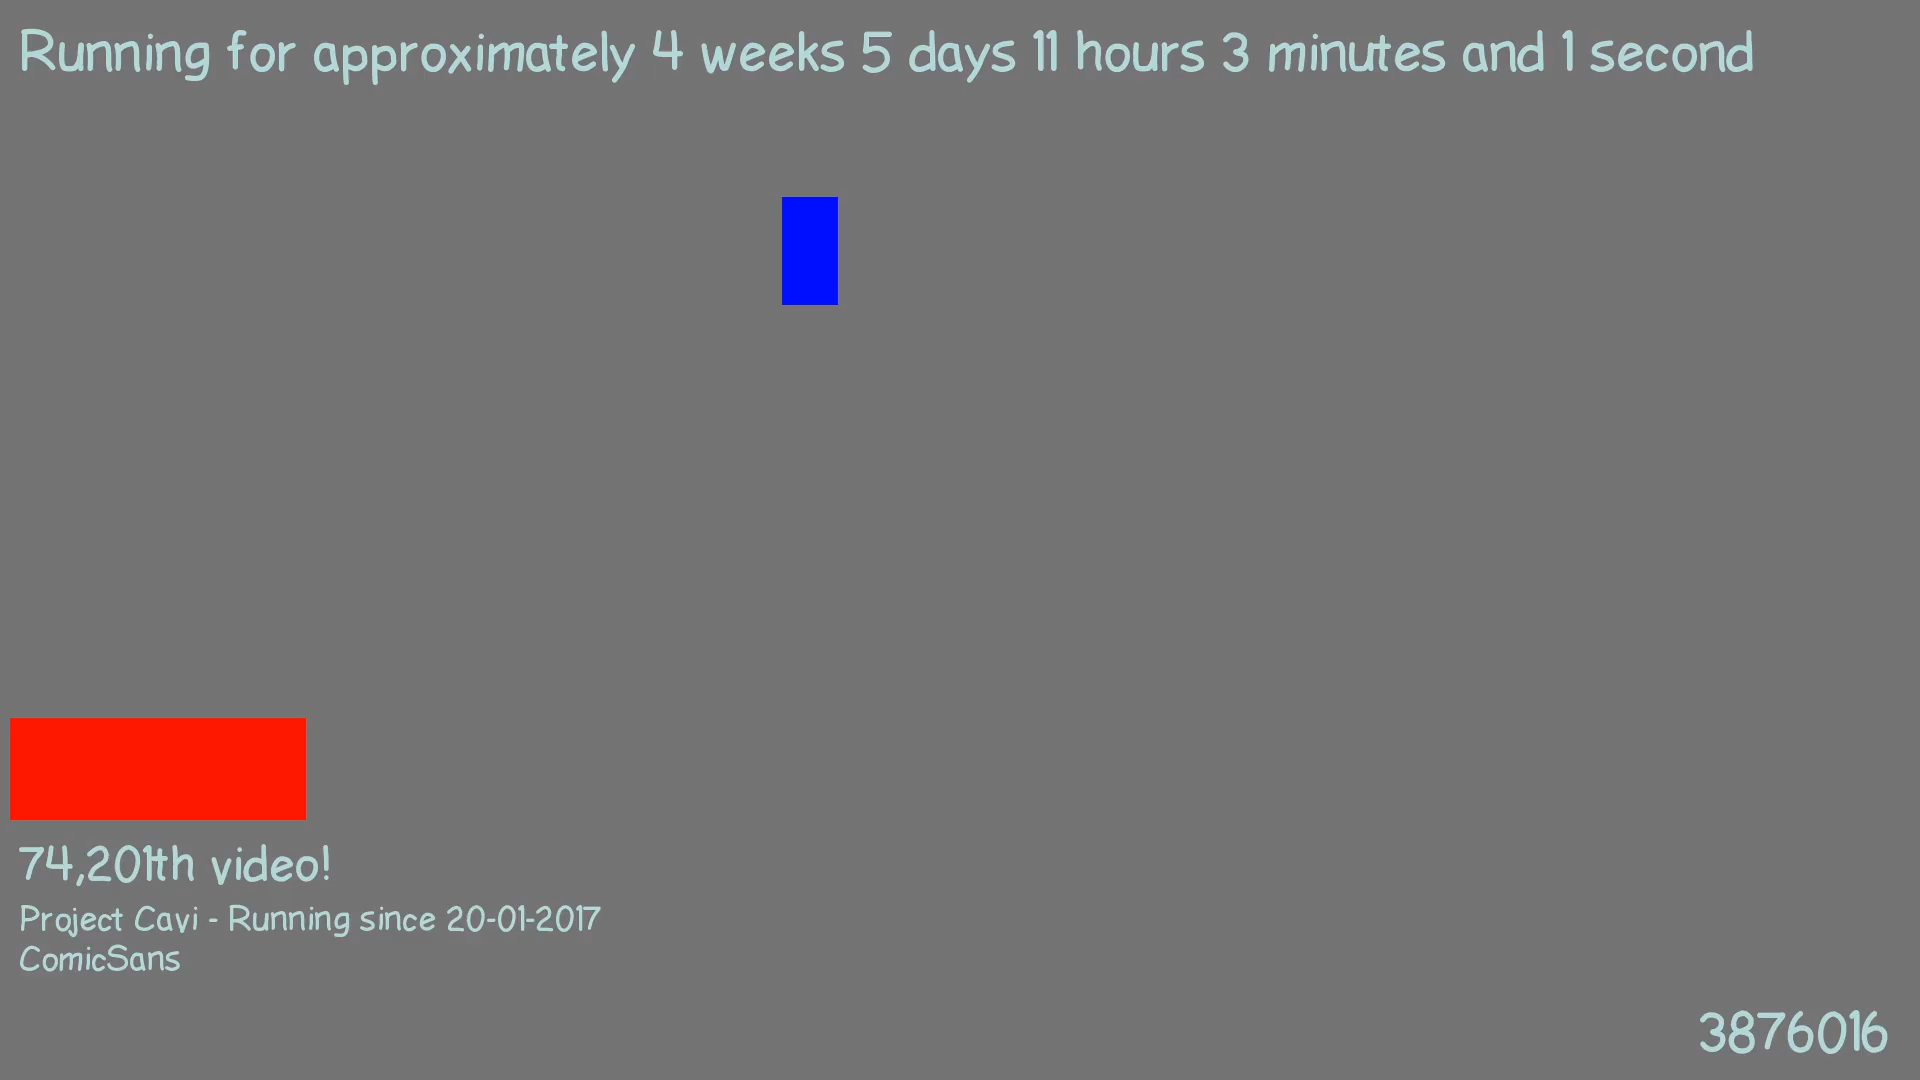 Running for approximately 4 weeks 5 days 11 hours 3 minutes and 1 second
74,201th video!
Project Cavi - Running since 20-01-2017
ComicSans
3876016